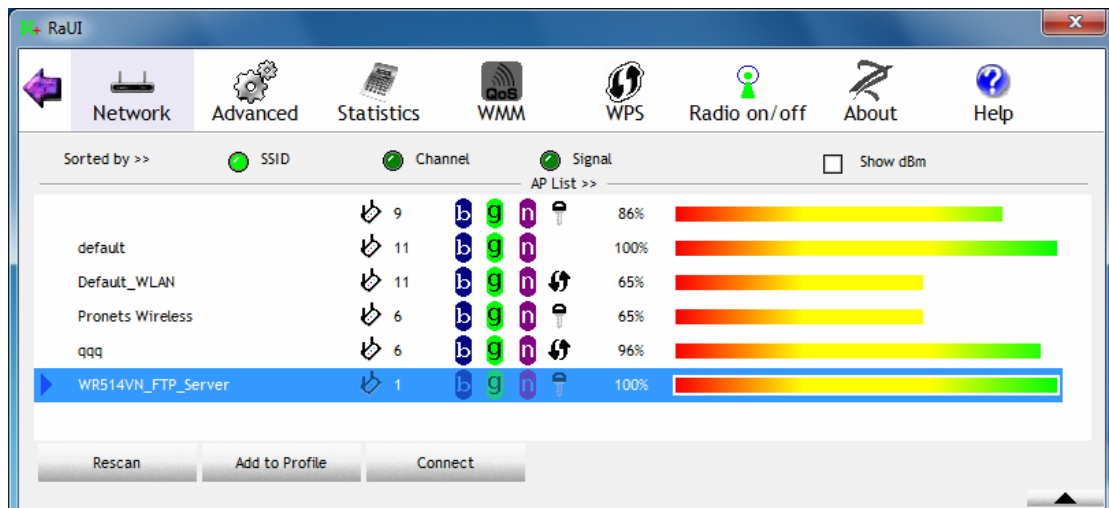 RaUI
Network Advanced Statistics QoS WMM WPS Radio on/off About Help
Sorted by >> SSID Channel Signal Show dBm
AP List >>
9 b g n 86%
default 11 b g n 100%
Default_WLAN 11 b g n 65%
Pronets Wireless 6 b g n 65%
qqq 6 b g n 96%
WR514VN_FTP_Server 1 b g n 100%
Rescan Add to Profile Connect